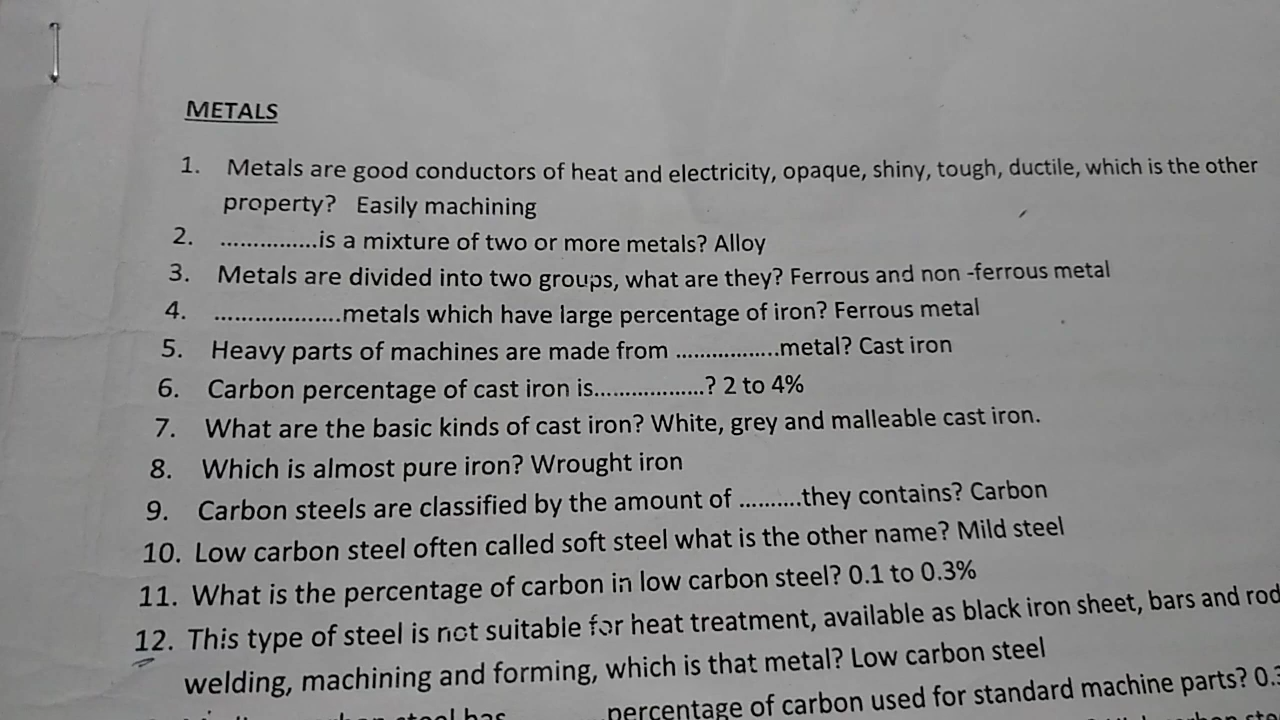 METALS
1. Metals are good conductors of heat and electricity, opaque, shiny, tough, ductile, which is the other
property? Easily machining
2. ................is a mixture of two or more metals? Alloy
3. Metals are divided into two groups, what are they? Ferrous and non -ferrous metal
4. .....................metals which have large percentage of iron? Ferrous metal
5. Heavy parts of machines are made from .................metal? Cast iron
6. Carbon percentage of cast iron is..................? 2 to 4%
7. What are the basic kinds of cast iron? White, grey and malleable cast iron.
8. Which is almost pure iron? Wrought iron
9. Carbon steels are classified by the amount of ..........they contains? Carbon
10. Low carbon steel often called soft steel what is the other name? Mild steel
11. What is the percentage of carbon in low carbon steel? 0.1 to 0.3%
12. This type of steel is not suitable for heat treatment, available as black iron sheet, bars and rod
welding, machining and forming, which is that metal? Low carbon steel
steel has percentage of carbon used for standard machine parts? 0.3